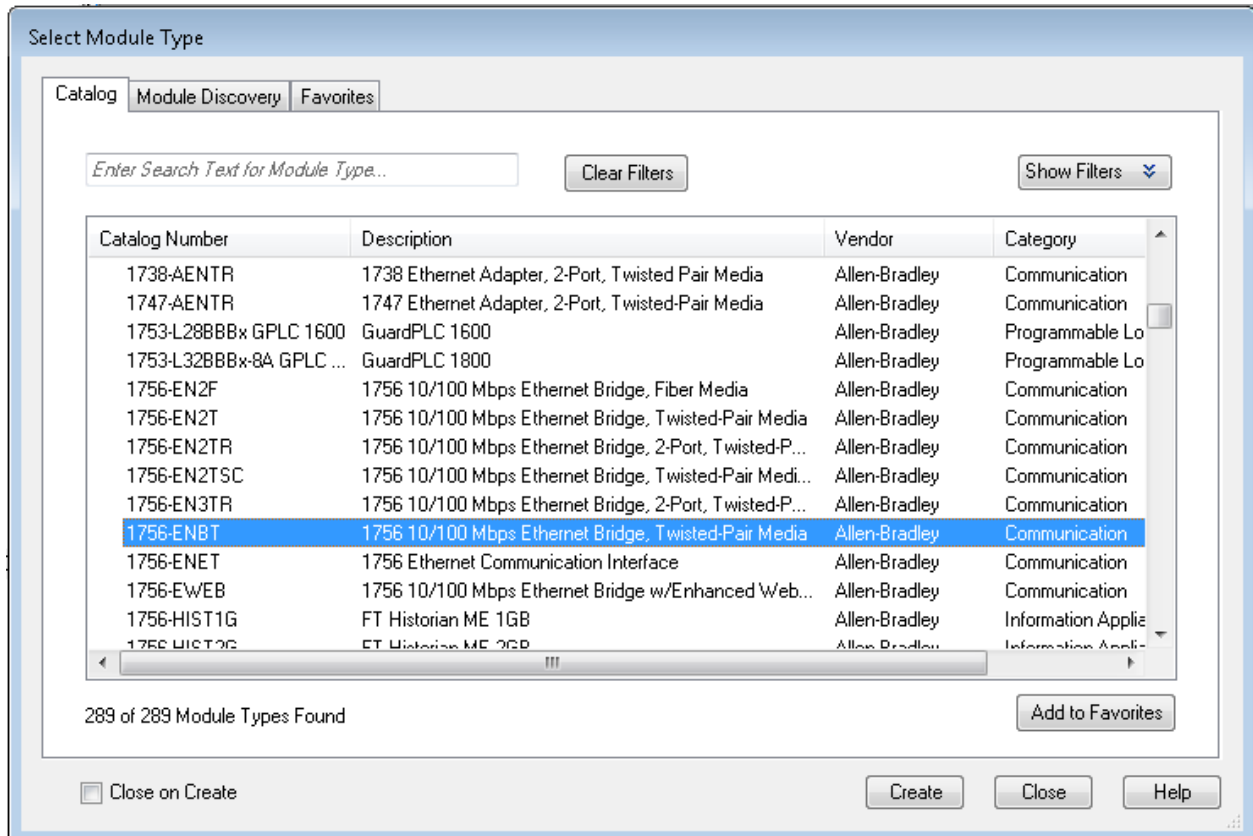 Select Module Type
Catalog Module Discovery Favorites
Enter Search Text for Module Type... Clear Filters Show Filters
Catalog Number Description Vendor Category
1738-AENTR 1738 Ethernet Adapter, 2-Port, Twisted Pair Media Allen-Bradley Communication
1747-AENTR 1747 Ethernet Adapter, 2-Port, Twisted-Pair Media Allen-Bradley Communication
1753-L28BBBx GPLC 1600 GuardPLC 1600 Allen-Bradley Programmable Lo
1753-L32BBBx-8A GPLC ... GuardPLC 1800 Allen-Bradley Programmable Lo
1756-EN2F 1756 10/100 Mbps Ethernet Bridge, Fiber Media Allen-Bradley Communication
1756-EN2T 1756 10/100 Mbps Ethernet Bridge, Twisted-Pair Media Allen-Bradley Communication
1756-EN2TR 1756 10/100 Mbps Ethernet Bridge, 2-Port, Twisted-P... Allen-Bradley Communication
1756-EN2TSC 1756 10/100 Mbps Ethernet Bridge, Twisted-Pair Medi... Allen-Bradley Communication
1756-EN3TR 1756 10/100 Mbps Ethernet Bridge, 2-Port, Twisted-P... Allen-Bradley Communication
1756-ENBT 1756 10/100 Mbps Ethernet Bridge, Twisted-Pair Media Allen-Bradley Communication
1756-ENET 1756 Ethernet Communication Interface Allen-Bradley Communication
1756-EWEB 1756 10/100 Mbps Ethernet Bridge w/Enhanced Web... Allen-Bradley Communication
1756-HIST1G FT Historian ME 1GB Allen-Bradley Information Applia
1756-HIST2G FT Historian ME 2GB Allen-Bradley Information Applia
289 of 289 Module Types Found Add to Favorites
Close on Create Create Close Help